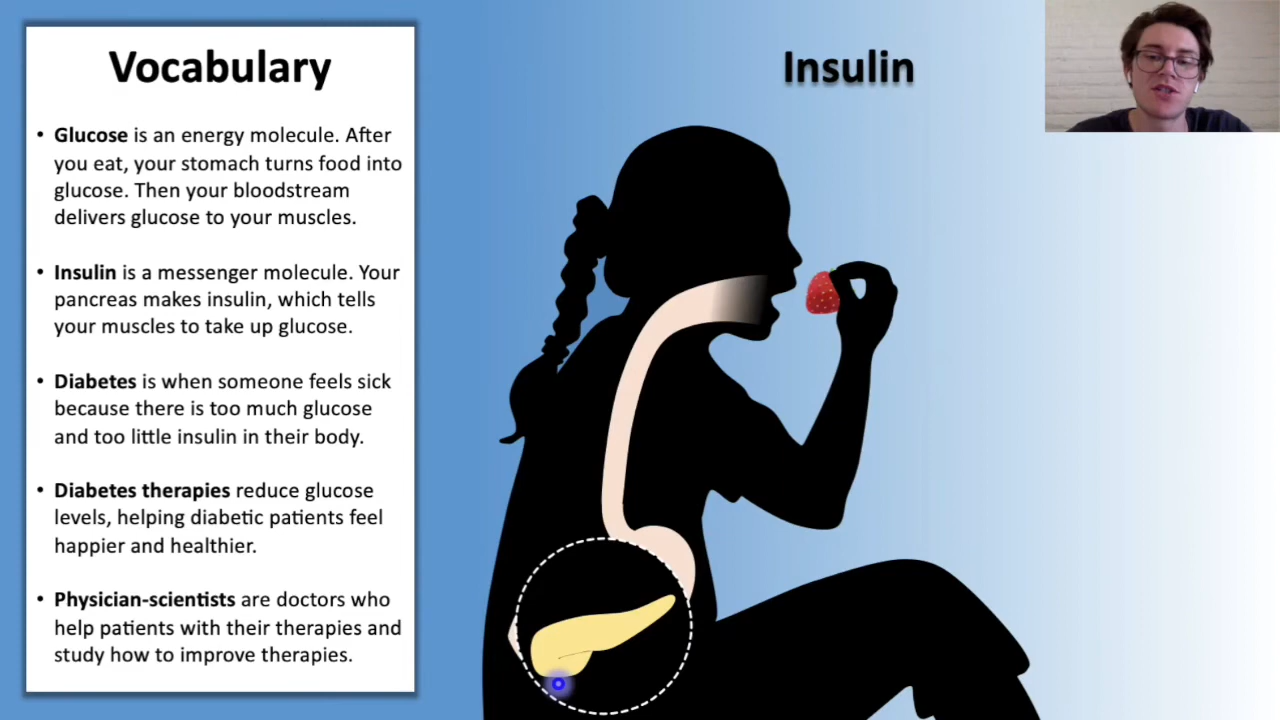 Vocabulary
• Glucose is an energy molecule. After
you eat, your stomach turns food into
glucose. Then your bloodstream
delivers glucose to your muscles.
• Insulin is a messenger molecule. Your
pancreas makes insulin, which tells
your muscles to take up glucose.
• Diabetes is when someone feels sick
because there is too much glucose
and too little insulin in their body.
• Diabetes therapies reduce glucose
levels, helping diabetic patients feel
happier and healthier.
• Physician-scientists are doctors who
help patients with their therapies and
study how to improve therapies.
Insulin